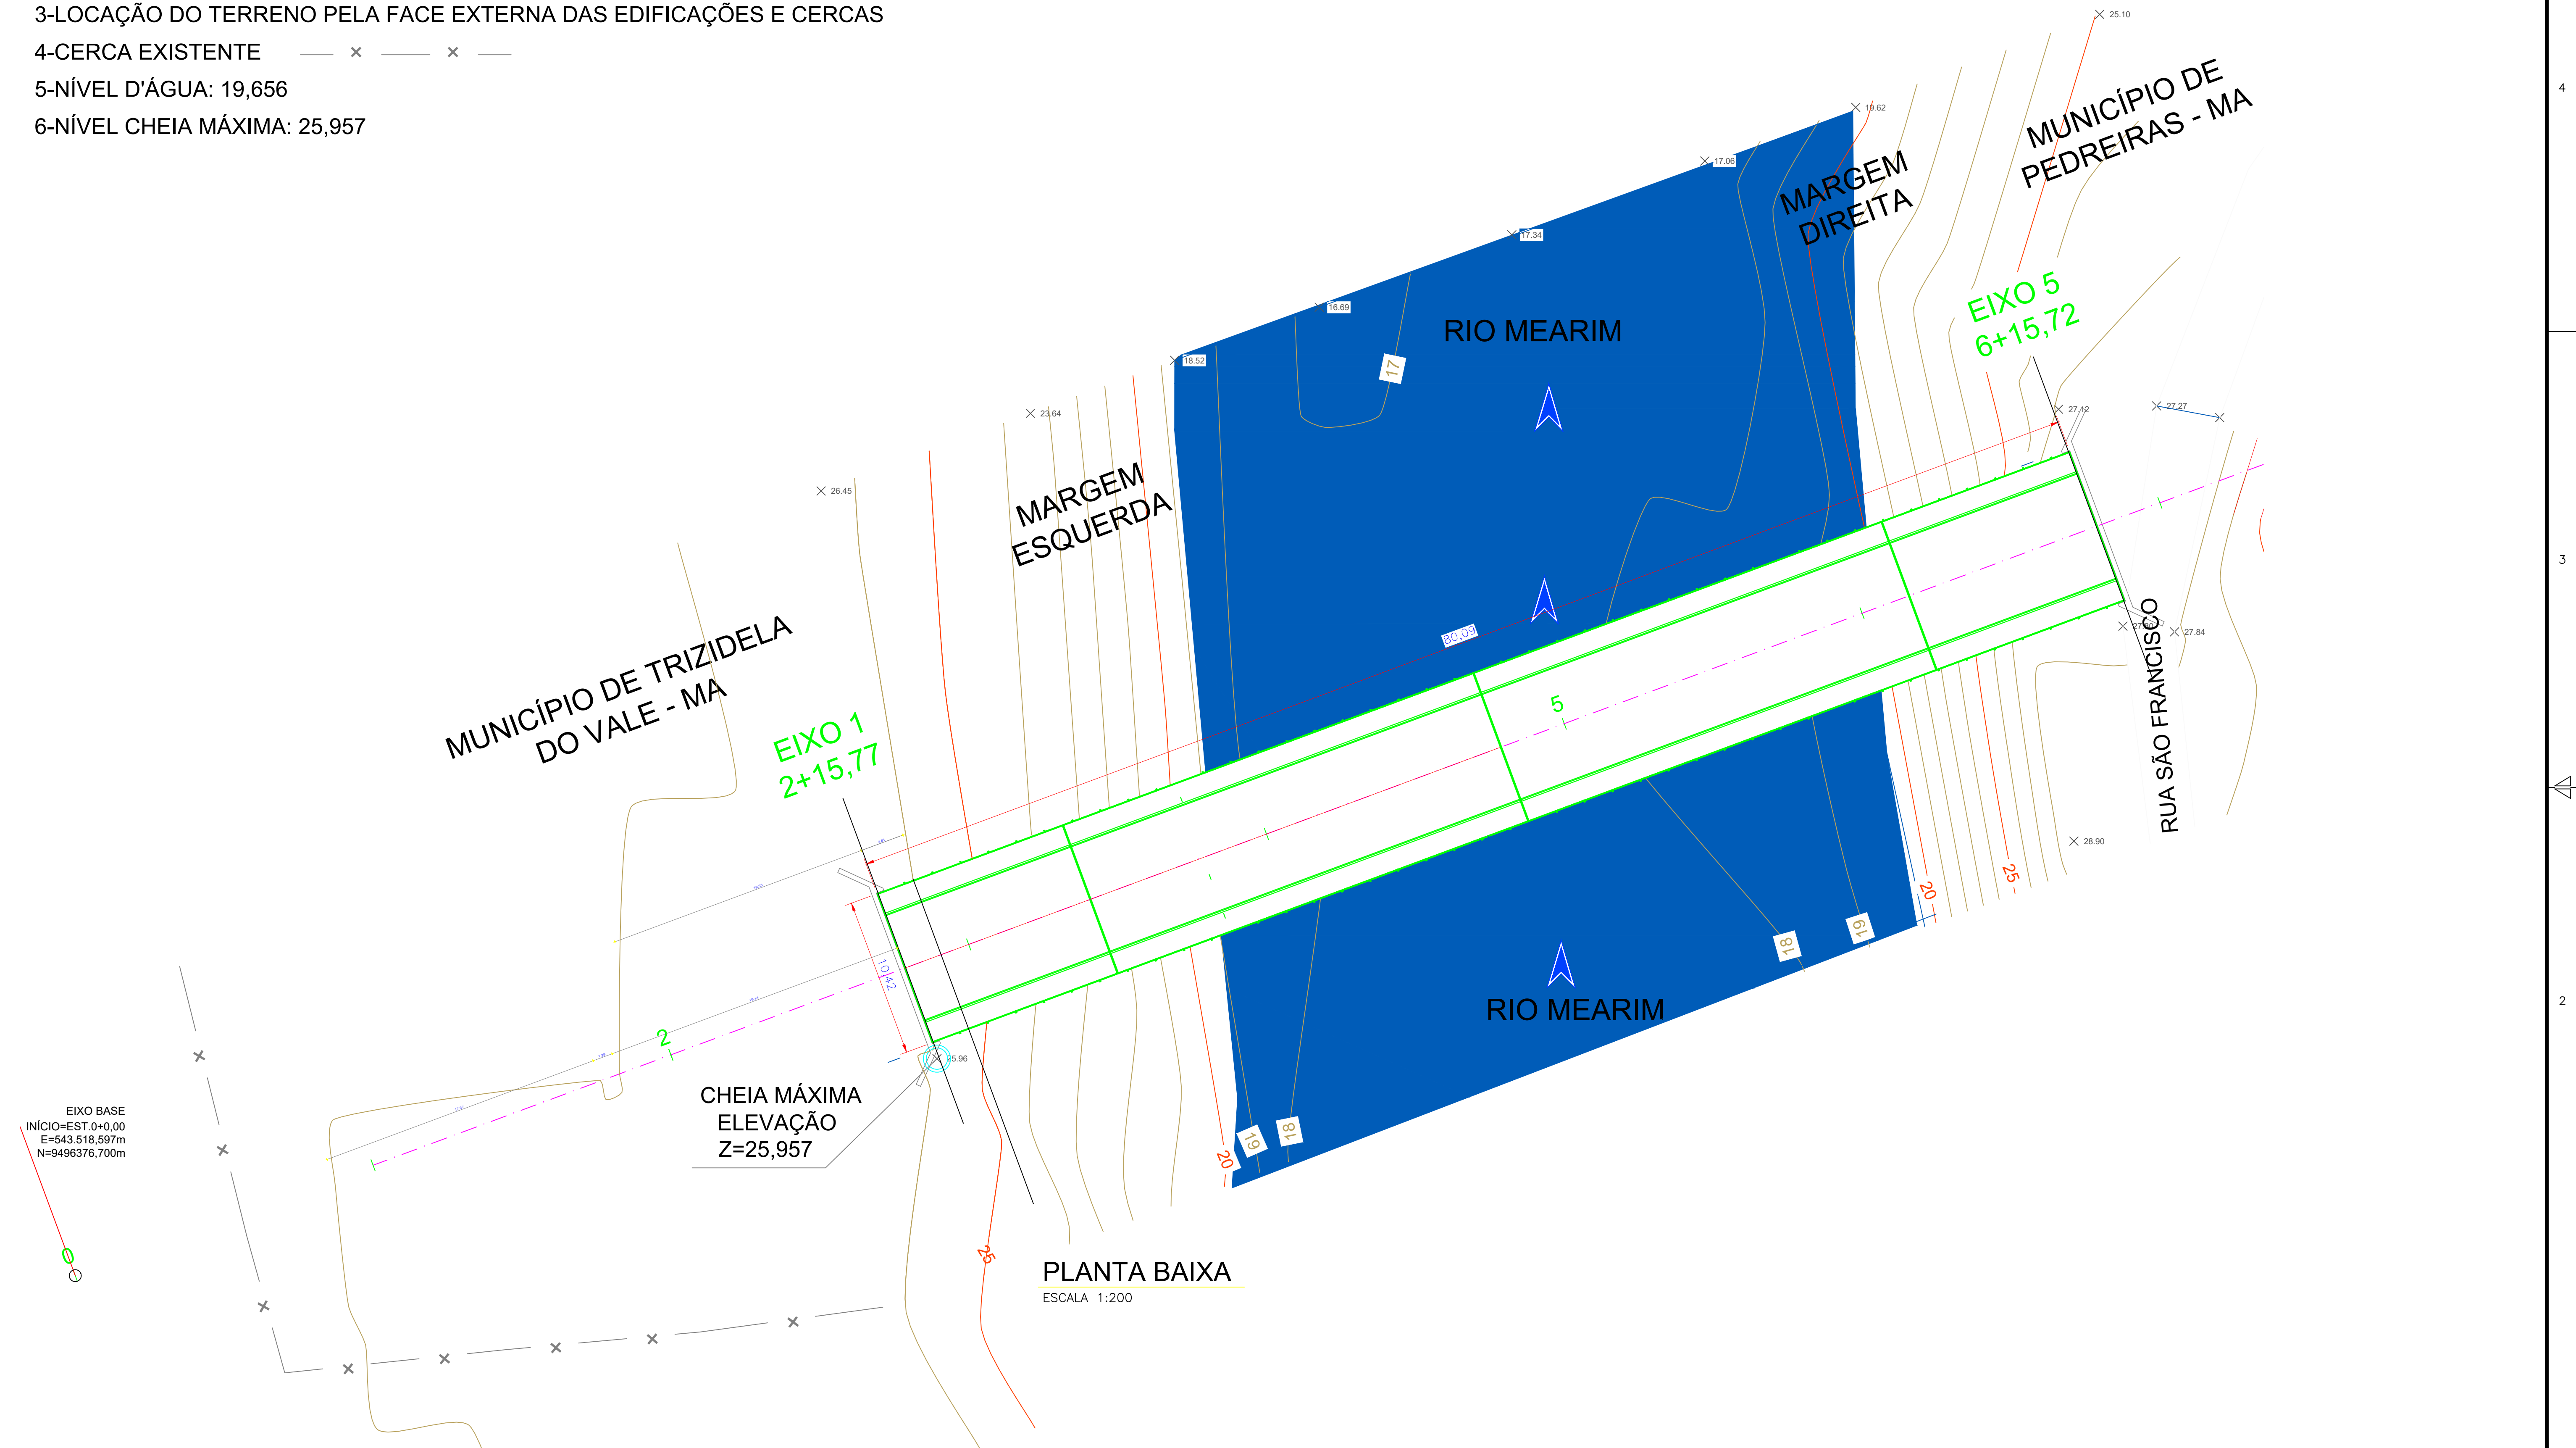 3-LOCAÇÃO DO TERRENO PELA FACE EXTERNA DAS EDIFICAÇÕES E CERCAS
4-CERCA EXISTENTE
5-NÍVEL D'ÁGUA: 19,656
6-NÍVEL CHEIA MÁXIMA: 25,957
25.10
4
MUNICÍPIO DE
PEDREIRAS - MA
19.62
17.06
MARGEM
DIREITA
17.34
16.69
RIO MEARIM
EIXO 5
6+15,72
18.52
17
23.64
27.12
27.27
26.45
MARGEM
ESQUERDA
3
MUNICÍPIO DE TRIZIDELA
DO VALE - MA
80,09
27.84
RUA SÃO FRANCISCO
5
EIXO 1
2+15,77
28.90
25
20
19
18
10,42
2
2
25.96
RIO MEARIM
CHEIA MÁXIMA
ELEVAÇÃO
Z=25,957
EIXO BASE
INÍCIO=EST.0+0,00
E=543.518,597m
N=9496376,700m
20
19
18
0
25
PLANTA BAIXA
ESCALA 1:200